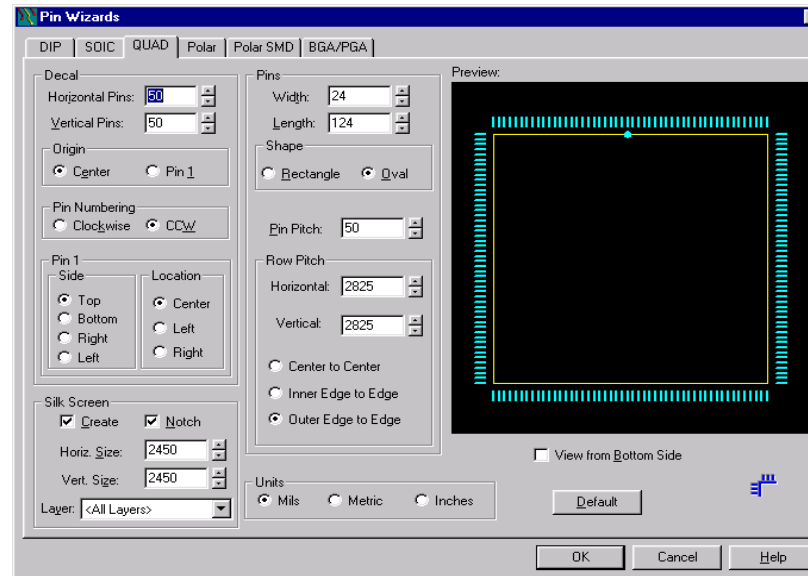 Pin Wizards
DIP SOIC QUAD Polar Polar SMD BGA/PGA
Decal
Horizontal Pins: 50
Vertical Pins: 50
Origin
Center Pin 1
Pin Numbering
Clockwise CCW
Pin 1
Side
Top
Bottom
Right
Left
Location
Center
Left
Right
Silk Screen
Create Notch
Horiz. Size: 2450
Vert. Size: 2450
Layer: <All Layers>
Pins
Width: 24
Length: 124
Shape
Rectangle Oval
Pin Pitch: 50
Row Pitch
Horizontal: 2825
Vertical: 2825
Center to Center
Inner Edge to Edge
Outer Edge to Edge
Units
Mils Metric Inches
Preview:
View from Bottom Side
Default
OK Cancel Help